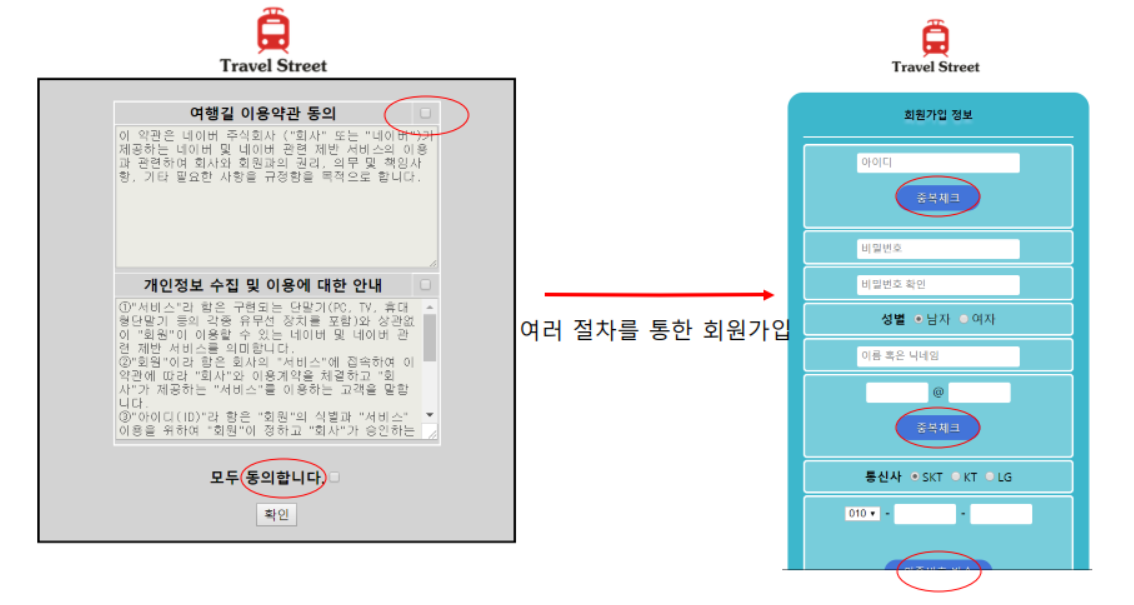 Travel Street
여행길 이용약관 동의
이 약관은 네이버 주식회사 ("회사" 또는 "네이버")가
제공하는 네이버 및 네이버 관련 제반 서비스의 이용
과 관련하여 회사와 회원과의 권리, 의무 및 책임사
항, 기타 필요한 사항을 규정함을 목적으로 합니다.
개인정보 수집 및 이용에 대한 안내
①"서비스"라 함은 구현되는 단말기(PC, TV, 휴대
형단말기 등의 각종 유무선 장치를 포함)와 상관없
이 "회원"이 이용할 수 있는 네이버 및 네이버 관
련 제반 서비스를 의미합니다.
②"회원"이라 함은 회사의 "서비스"에 접속하여 이
약관에 따라 "회사"와 이용계약을 체결하고 "회
사"가 제공하는 "서비스"를 이용하는 고객을 말합
니다.
③"아이디(ID)"라 함은 "회원"의 식별과 "서비스"
이용을 위하여 "회원"이 정하고 "회사"가 승인하는
모두 동의합니다.
확인
여러 절차를 통한 회원가입
Travel Street
회원가입 정보
아이디
중복체크
비밀번호
비밀번호 확인
성별 남자 여자
이름 혹은 닉네임
@
중복체크
통신사 SKT KT LG
010 - -